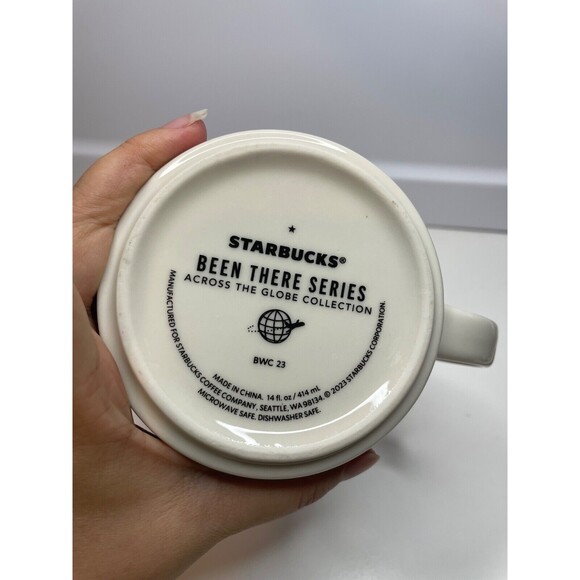 STARBUCKS®
BEEN THERE SERIES
ACROSS THE GLOBE COLLECTION
BWC 23
MADE IN CHINA. 14 fl. oz / 414 mL
MANUFACTURED FOR STARBUCKS COFFEE COMPANY, SEATTLE, WA 98134 © 2023 STARBUCKS CORPORATION.
MICROWAVE SAFE. DISHWASHER SAFE.